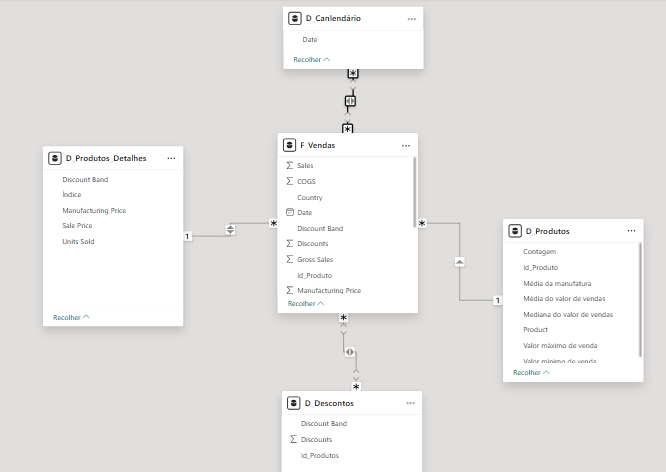 D_Canlendário
Date
Recolher
*
*
F_Vendas
Sales
COGS
Country
Date
Discount Band
Discounts
Gross Sales
Id_Produto
Manufacturing Price
Recolher
D_Produtos_Detalhes
Discount Band
Índice
Manufacturing Price
Sale Price
Units Sold
Recolher
1
*
*
1
D_Produtos
Contagem
Id_Produto
Média da manufatura
Média do valor de vendas
Mediana do valor de vendas
Product
Valor máximo de venda
Valor mínimo de venda
Recolher
*
*
D_Descontos
Discount Band
Discounts
Id_Produtos